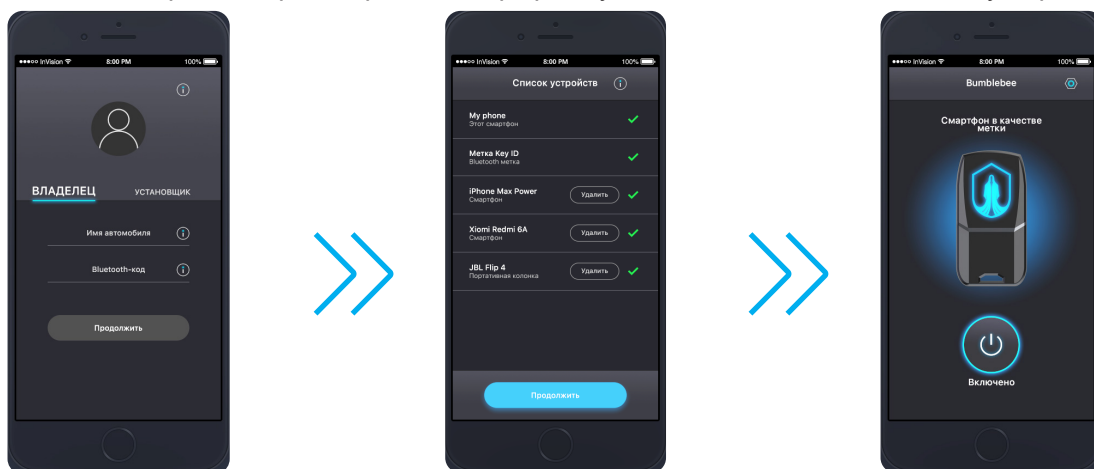 ●●●○○ InVision 8:00 PM 100%
ВЛАДЕЛЕЦ УСТАНОВЩИК
Имя автомобиля
Bluetooth-код
Продолжить
●●●○○ InVision 8:00 PM 100%
Список устройств
My phone
Этот смартфон
Метка Key ID
Bluetooth метка
iPhone Max Power
Смартфон
Удалить
Xiomi Redmi 6A
Смартфон
Удалить
JBL Flip 4
Портативная колонка
Удалить
Продолжить
●●●○○ InVision 8:00 PM 100%
Bumblebee
Смартфон в качестве
метки
Включено